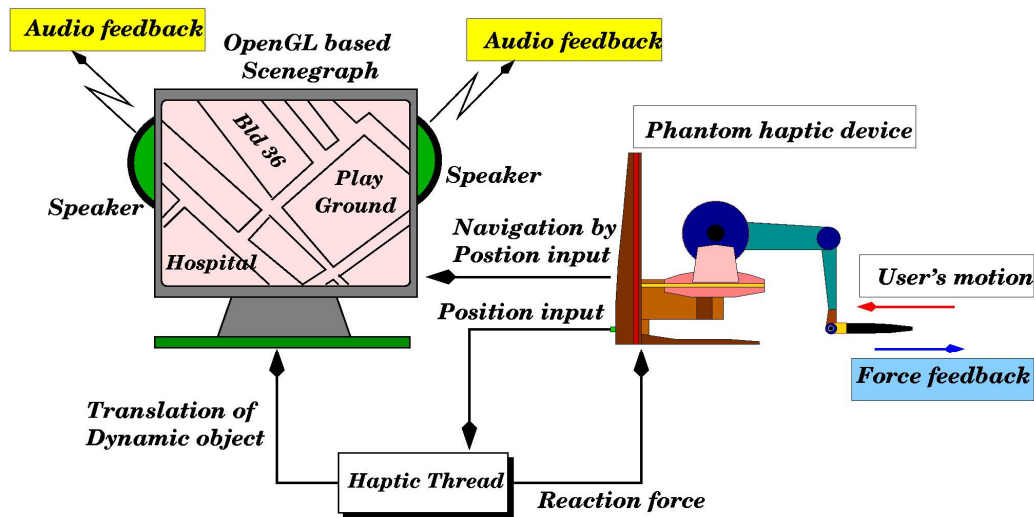 Audio feedback
OpenGL based
Scenegraph
Audio feedback
Bld 36
Play
Ground
Hospital
Speaker
Speaker
Phantom haptic device
Navigation by
Postion input
Position input
User's motion
Force feedback
Translation of
Dynamic object
Haptic Thread
Reaction force